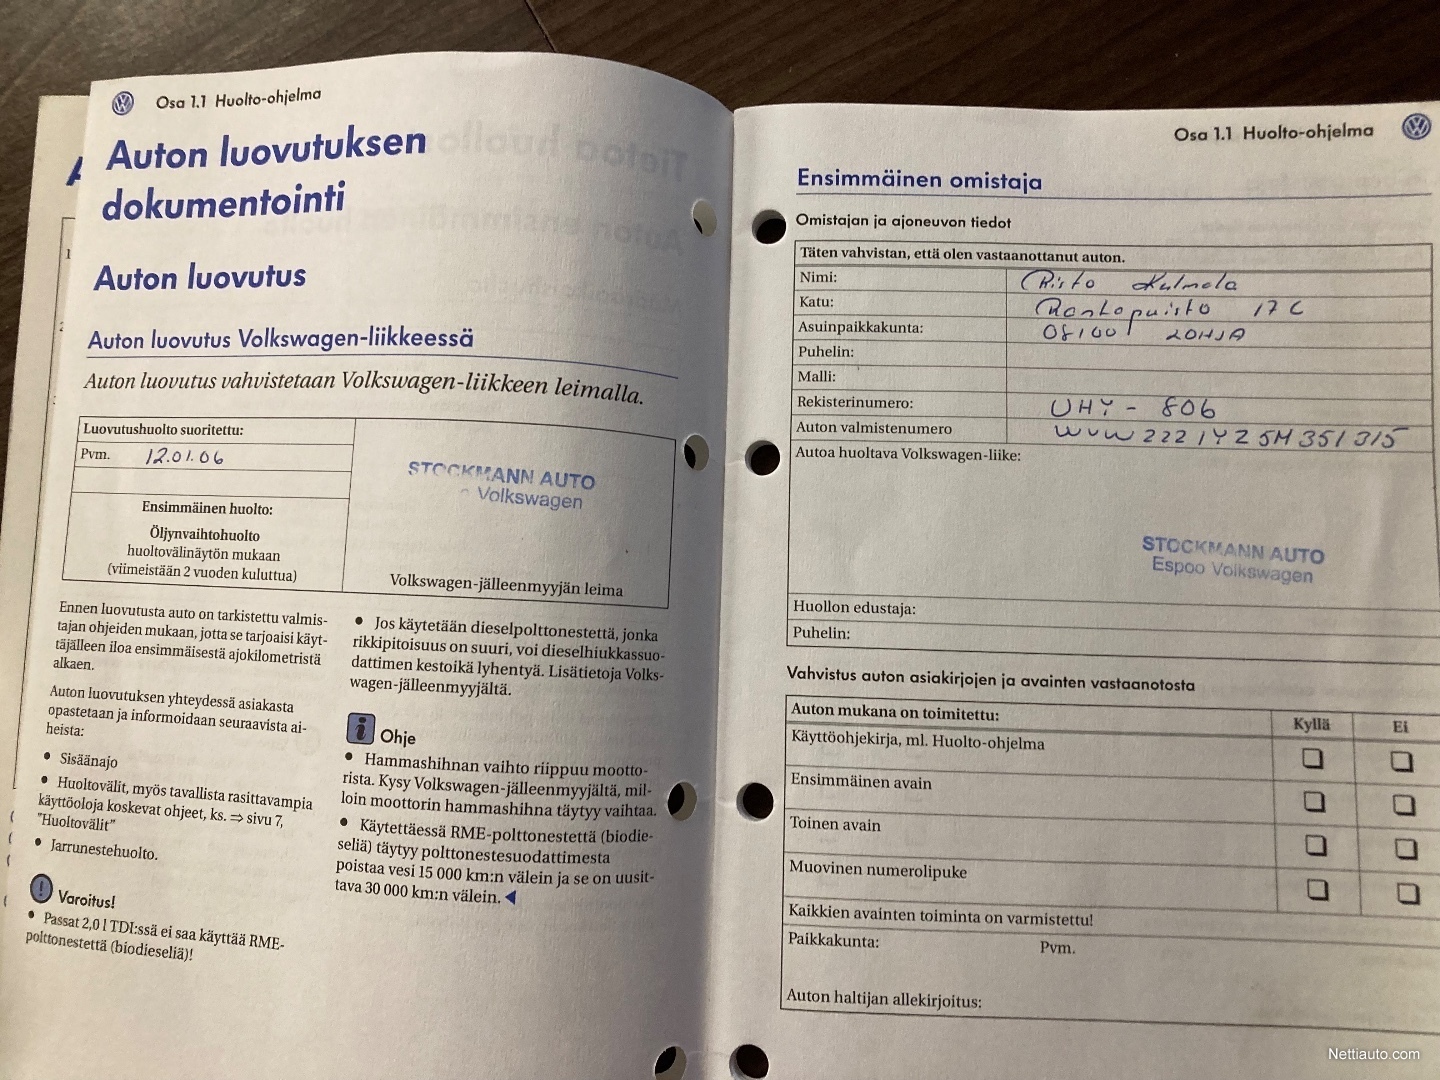 Osa 1.1 Huolto-ohjelma
Auton luovutuksen
dokumentointi
Auton luovutus
Auton luovutus Volkswagen-liikkeessä
Auton luovutus vahvistetaan Volkswagen-liikkeen leimalla.
Luovutushuolto suoritettu:
Pvm. 12.01.06
Ensimmäinen huolto:
Öljynvaihtohuolto
huoltovälinäytön mukaan
(viimeistään 2 vuoden kuluttua)
STOCKMANN AUTO
Volkswagen
Volkswagen-jälleenmyyjän leima
Ennen luovutusta auto on tarkistettu valmis-
tajan ohjeiden mukaan, jotta se tarjoaisi käyt-
täjälleen iloa ensimmäisestä ajokilometristä
alkaen.
Auton luovutuksen yhteydessä asiakasta
opastetaan ja informoidaan seuraavista ai-
heista:
• Sisäänajo
• Huoltovälit, myös tavallista rasittavampia
käyttöoloja koskevat ohjeet, ks. ⇒ sivu 7,
"Huoltovälit"
• Jarrunestehuolto.
Varoitus!
• Passat 2,0 l TDI:ssä ei saa käyttää RME-
polttonestettä (biodieseliä)!
• Jos käytetään dieselpolttonestettä, jonka
rikkipitoisuus on suuri, voi dieselhiukkassuo-
dattimen kestoikä lyhentyä. Lisätietoja Volks-
wagen-jälleenmyyjältä.
Ohje
• Hammashihnan vaihto riippuu mootto-
rista. Kysy Volkswagen-jälleenmyyjältä, mil-
loin moottorin hammashihna täytyy vaihtaa.
• Käytettäessä RME-polttonestettä (biodie-
seliä) täytyy polttonestesuodattimesta
poistaa vesi 15 000 km:n välein ja se on uusit-
tava 30 000 km:n välein.
Osa 1.1 Huolto-ohjelma
Ensimmäinen omistaja
Omistajan ja ajoneuvon tiedot
Täten vahvistan, että olen vastaanottanut auton.
Nimi: Risto Kulmala
Katu: Rantapuisto 17 C
Asuinpaikkakunta: 08100 LOHJA
Puhelin:
Malli:
Rekisterinumero: UHY - 806
Auton valmistenumero WVWZZZ1YZ5M351315
Autoa huoltava Volkswagen-liike:
STOCKMANN AUTO
Espoo Volkswagen
Huollon edustaja:
Puhelin:
Vahvistus auton asiakirjojen ja avainten vastaanotosta
Auton mukana on toimitettu: Kyllä Ei
Käyttöohjekirja, ml. Huolto-ohjelma
Ensimmäinen avain
Toinen avain
Muovinen numerolipuke
Kaikkien avainten toiminta on varmistettu!
Paikkakunta: Pvm.
Auton haltijan allekirjoitus:
Nettiauto.com